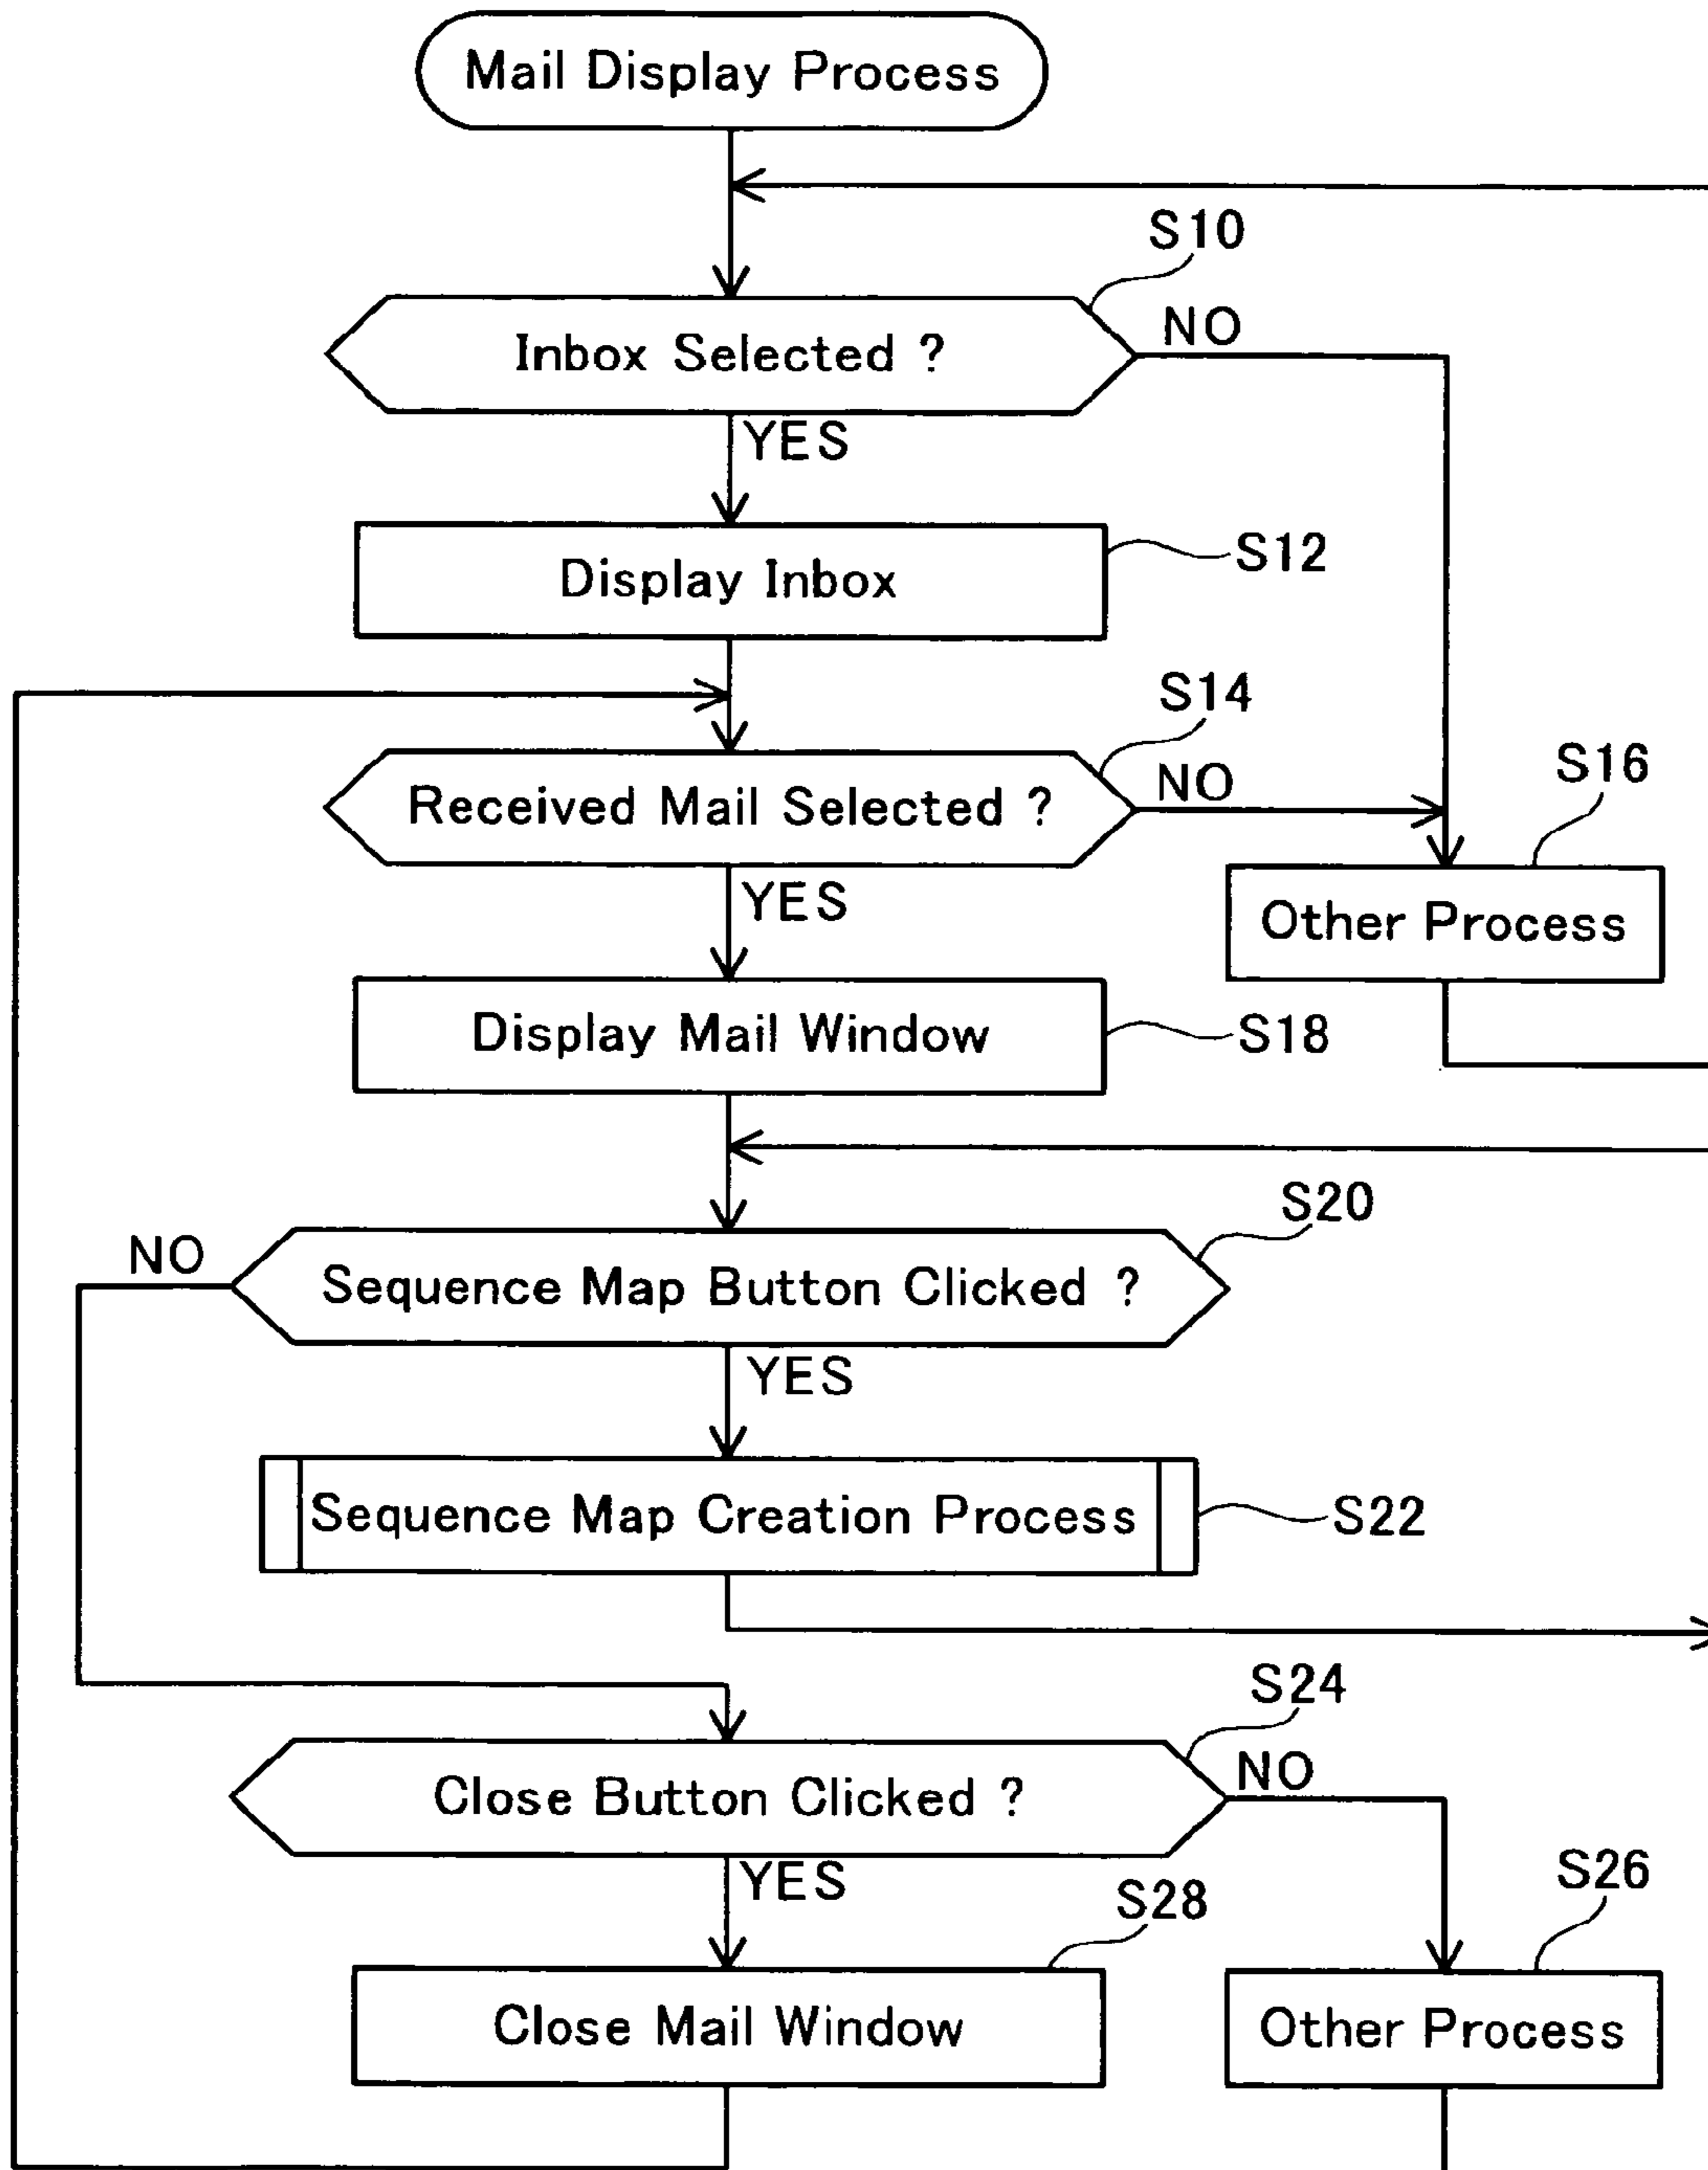 Mail Display Process
S10
Inbox Selected ?
NO
YES
Display Inbox
S12
S14
Received Mail Selected ?
NO
S16
YES
Other Process
Display Mail Window
S18
S20
NO
Sequence Map Button Clicked ?
YES
Sequence Map Creation Process
S22
S24
Close Button Clicked ?
NO
YES
S28
S26
Close Mail Window
Other Process